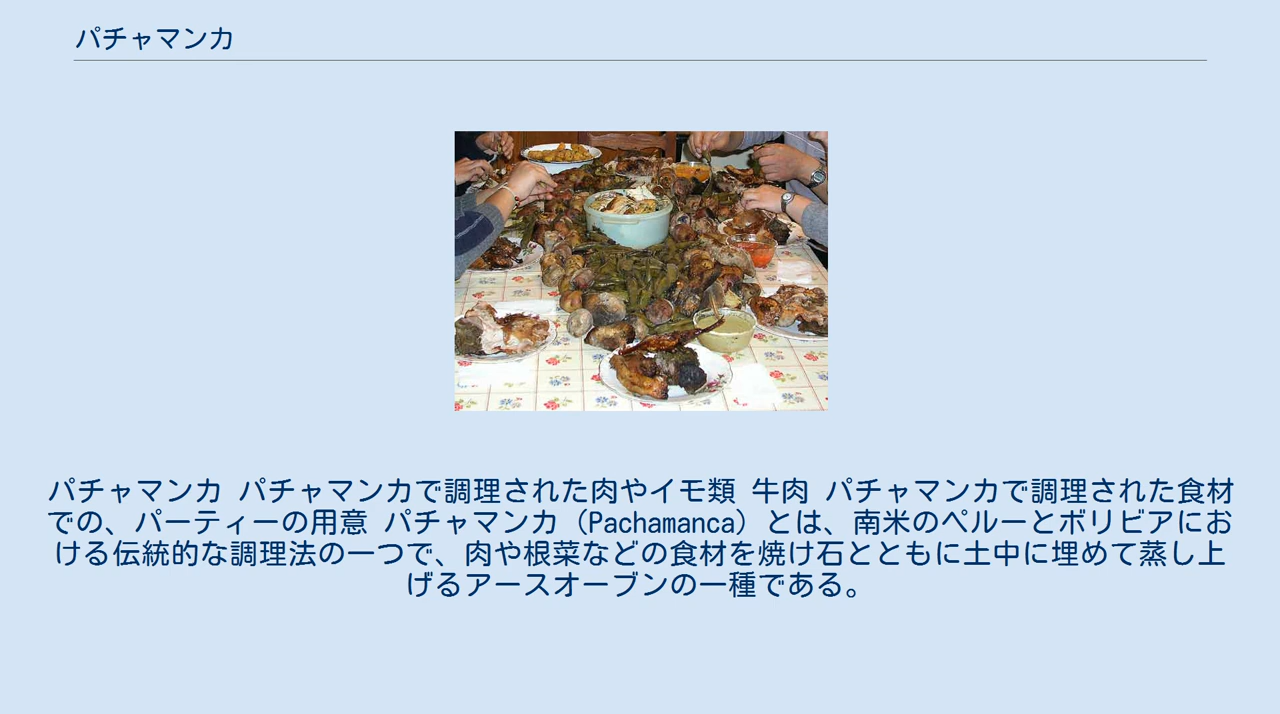 パチャマンカ
パチャマンカ パチャマンカで調理された肉やイモ類 牛肉 パチャマンカで調理された食材
での、パーティーの用意 パチャマンカ（Pachamanca）とは、南米のペルーとボリビアにお
ける伝統的な調理法の一つで、肉や根菜などの食材を焼け石とともに土中に埋めて蒸し上
げるアースオーブンの一種である。